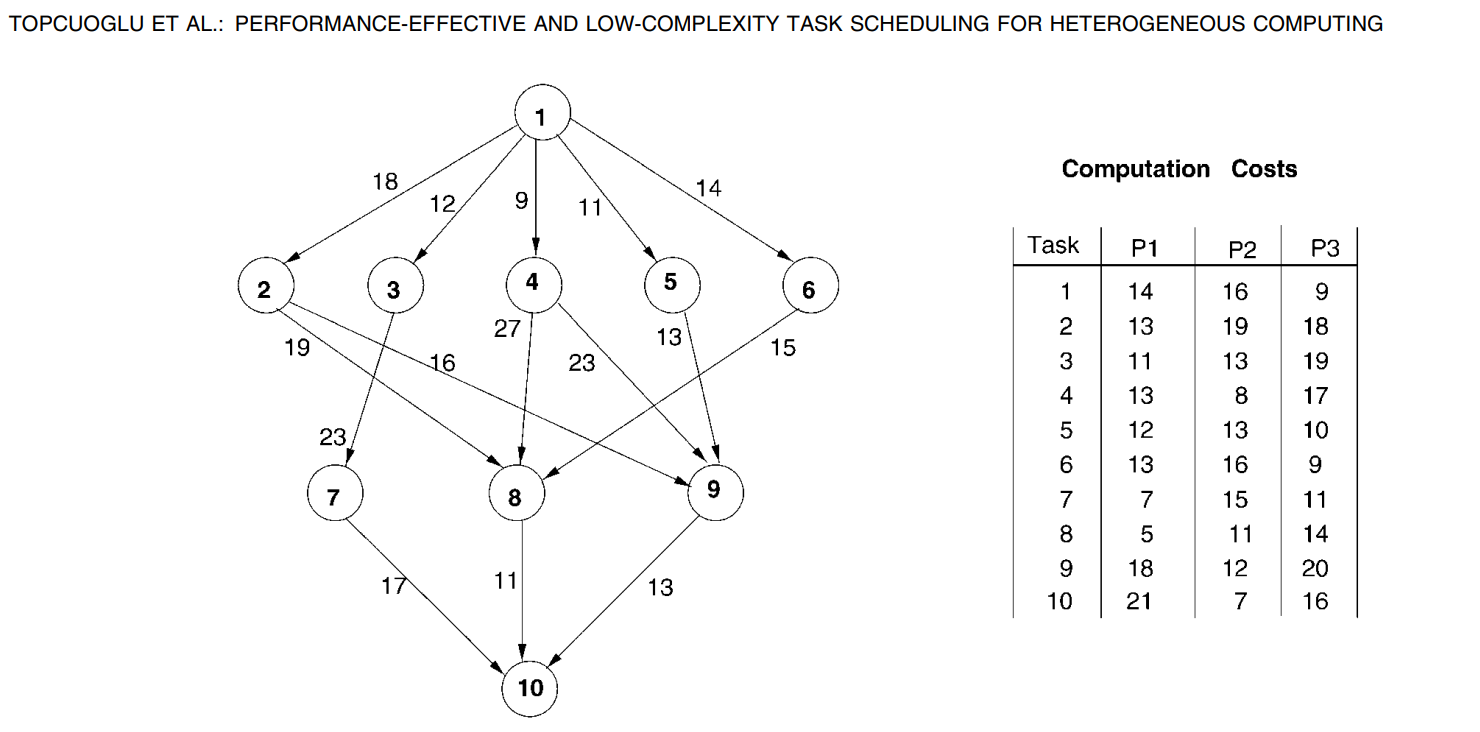 TOPCUOGLU ET AL.: PERFORMANCE-EFFECTIVE AND LOW-COMPLEXITY TASK SCHEDULING FOR HETEROGENEOUS COMPUTING
1
18
12
9
11
14
2
3
4
5
6
19
16
27
23
13
15
23
7
8
9
17
11
13
10
Computation Costs
Task P1 P2 P3
1 14 16 9
2 13 19 18
3 11 13 19
4 13 8 17
5 12 13 10
6 13 16 9
7 7 15 11
8 5 11 14
9 18 12 20
10 21 7 16